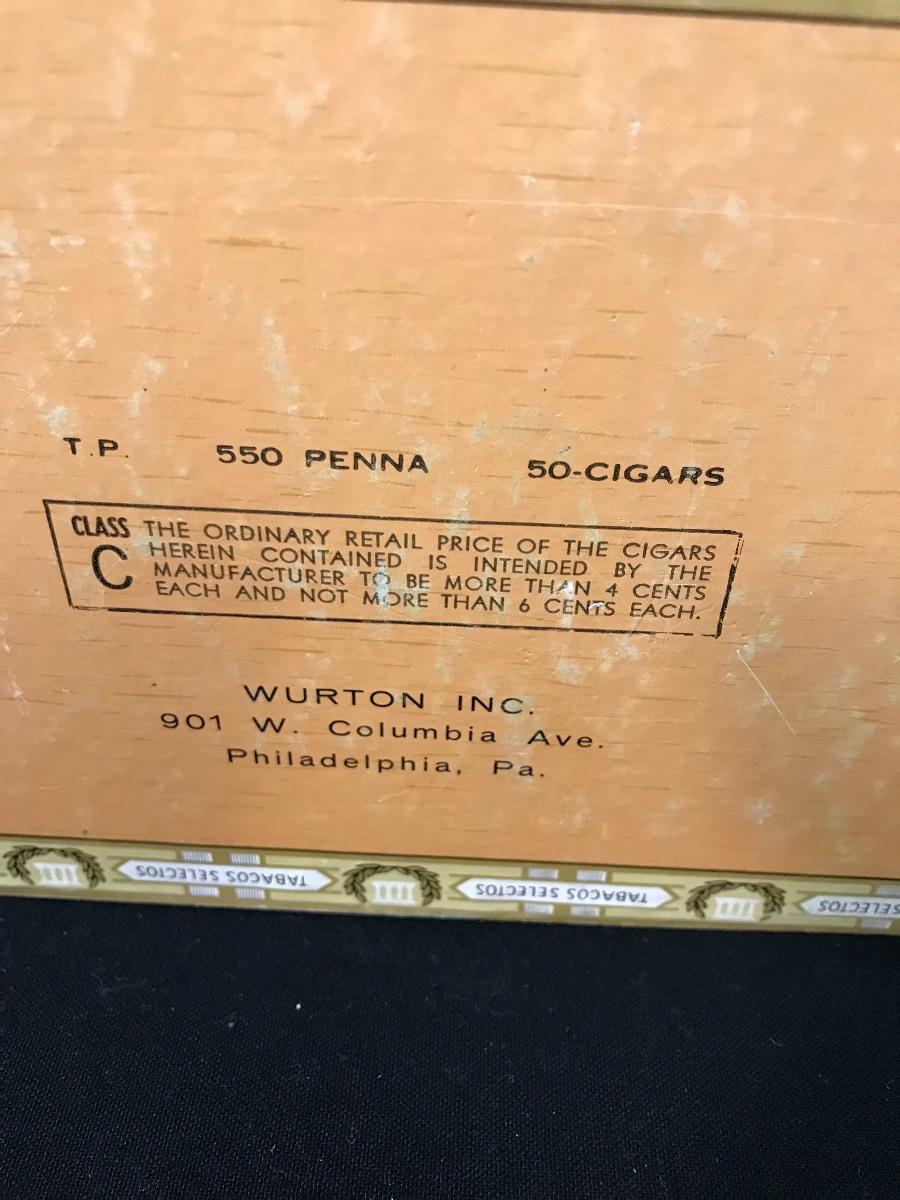 T.P. 550 PENNA 50-CIGARS
CLASS C THE ORDINARY RETAIL PRICE OF THE CIGARS
HEREIN CONTAINED IS INTENDED BY THE
MANUFACTURER TO BE MORE THAN 4 CENTS
EACH AND NOT MORE THAN 6 CENTS EACH.
WURTON INC.
901 W. Columbia Ave.
Philadelphia, Pa.
TABACOS SELECTOS TABACOS SELECTOS SELECTOS